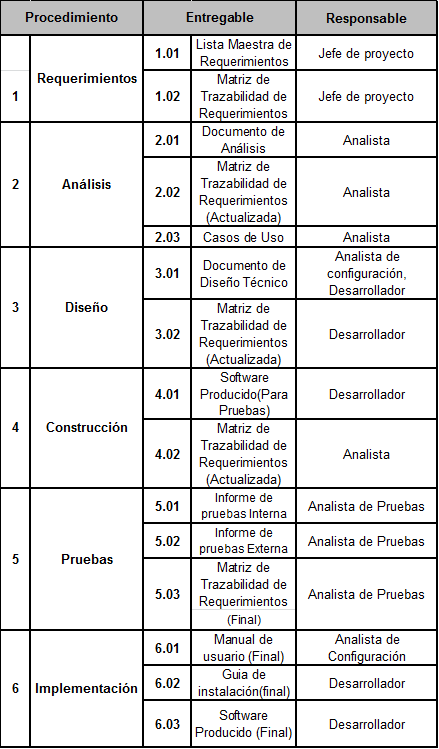 Procedimiento Entregable Responsable
1 Requerimientos
1.01 Lista Maestra de
Requerimientos
Jefe de proyecto
1.02 Matriz de
Trazabilidad de
Requerimientos
Jefe de proyecto
2 Análisis
2.01 Documento de
Análisis
Analista
2.02 Matriz de
Trazabilidad de
Requerimientos
(Actualizada)
Analista
2.03 Casos de Uso Analista
3 Diseño
3.01 Documento de
Diseño Técnico
Analista de
configuración,
Desarrollador
3.02 Matriz de
Trazabilidad de
Requerimientos
(Actualizada)
Desarrollador
4 Construcción
4.01 Software
Producido(Para
Pruebas)
Desarrollador
4.02 Matriz de
Trazabilidad de
Requerimientos
(Actualizada)
Analista
5 Pruebas
5.01 Informe de
pruebas Interna
Analista de Pruebas
5.02 Informe de
pruebas Externa
Analista de Pruebas
5.03 Matriz de
Trazabilidad de
Requerimientos
(Final)
Analista de Pruebas
6 Implementación
6.01 Manual de
usuario (Final)
Analista de
Configuración
6.02 Guia de
instalación(final)
Desarrollador
6.03 Software
Producido (Final)
Desarrollador